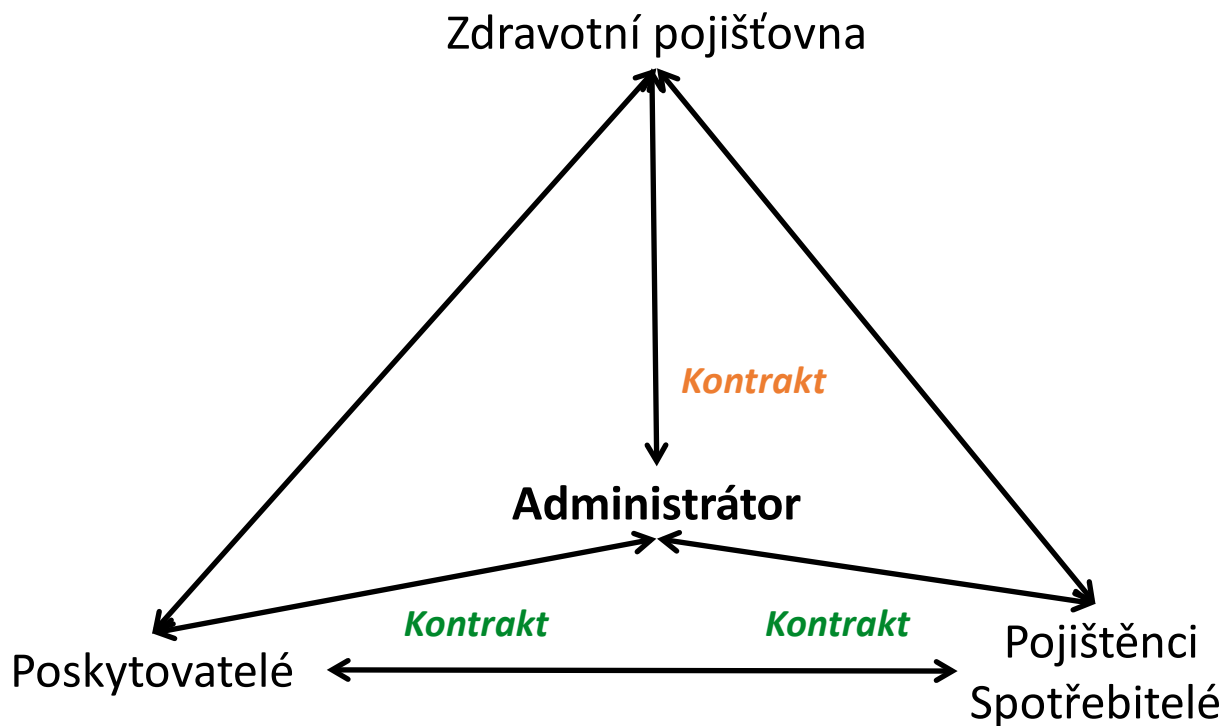 Zdravotní pojišťovna
Kontrakt
Administrátor
Kontrakt
Kontrakt
Poskytovatelé
Pojištěnci
Spotřebitelé